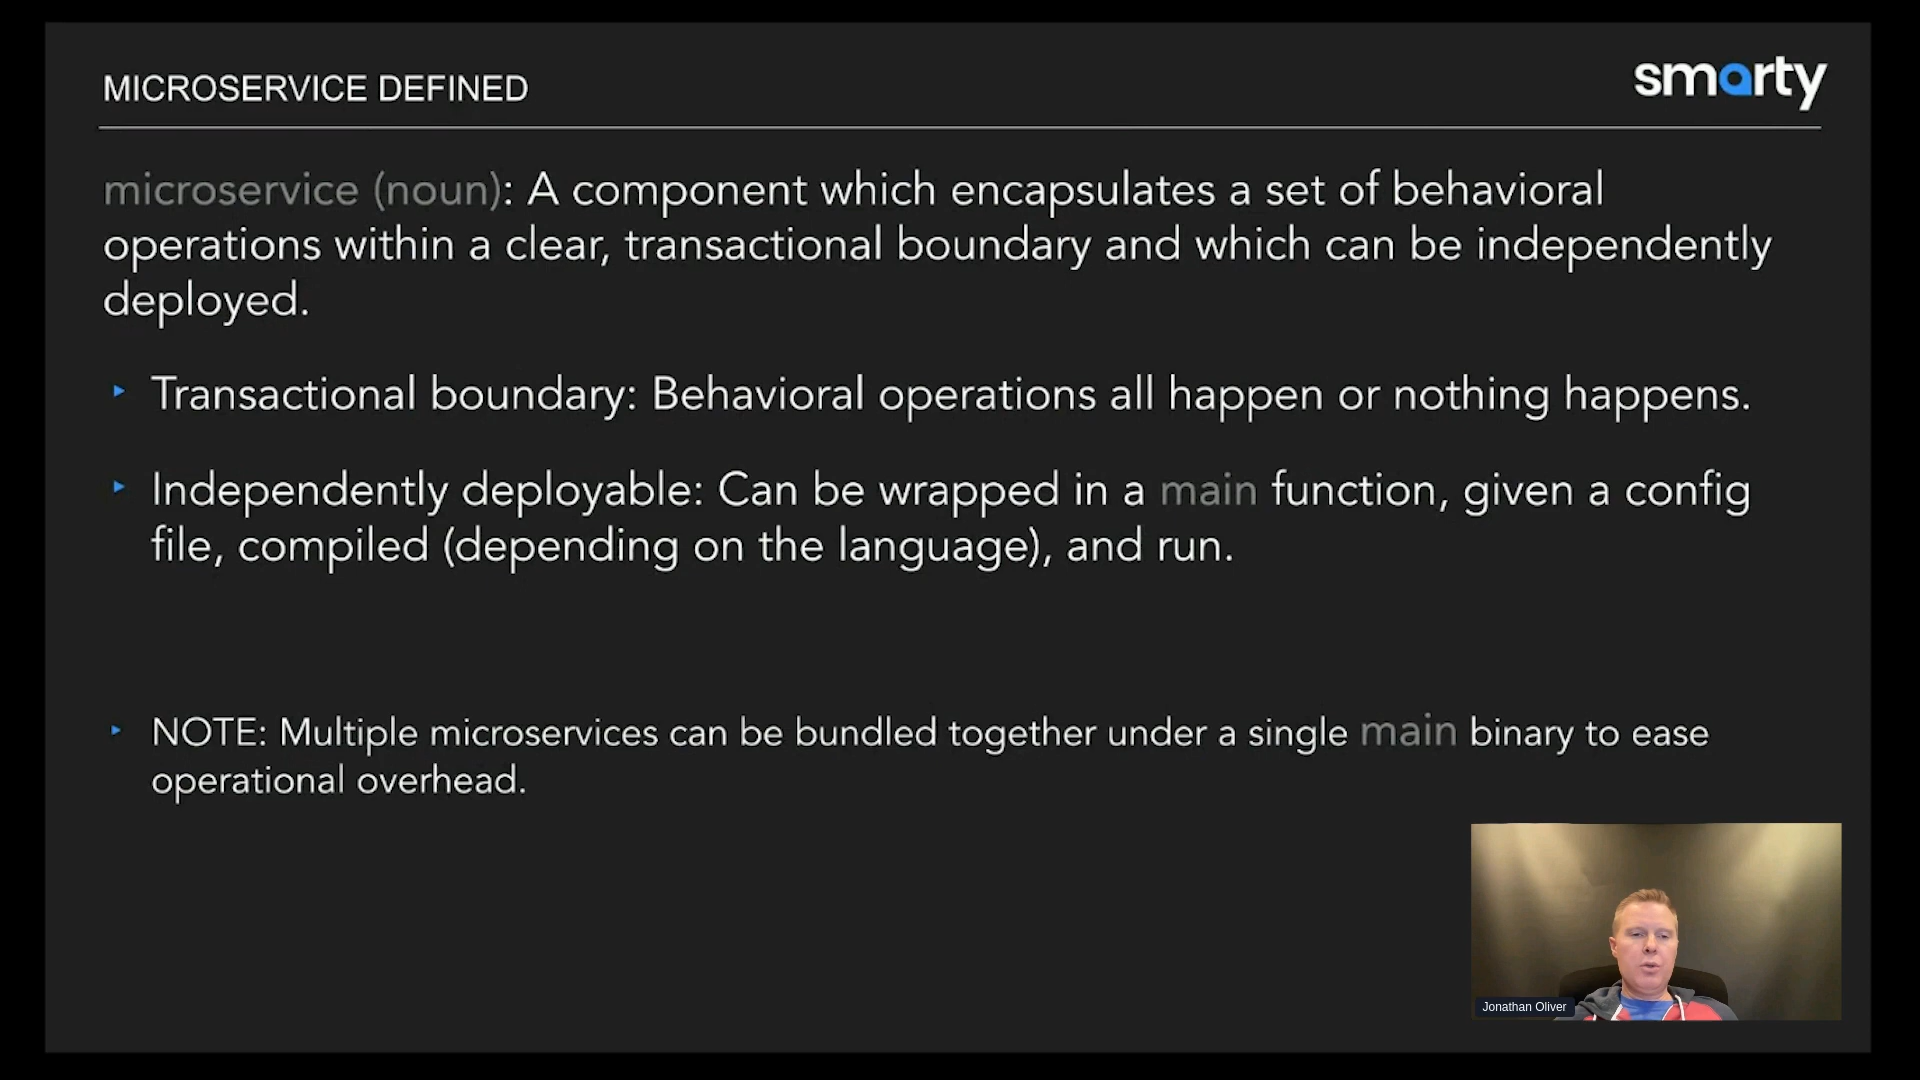 MICROSERVICE DEFINED
smarty
microservice (noun): A component which encapsulates a set of behavioral
operations within a clear, transactional boundary and which can be independently
deployed.
Transactional boundary: Behavioral operations all happen or nothing happens.
Independently deployable: Can be wrapped in a main function, given a config
file, compiled (depending on the language), and run.
NOTE: Multiple microservices can be bundled together under a single main binary to ease
operational overhead.
Jonathan Oliver